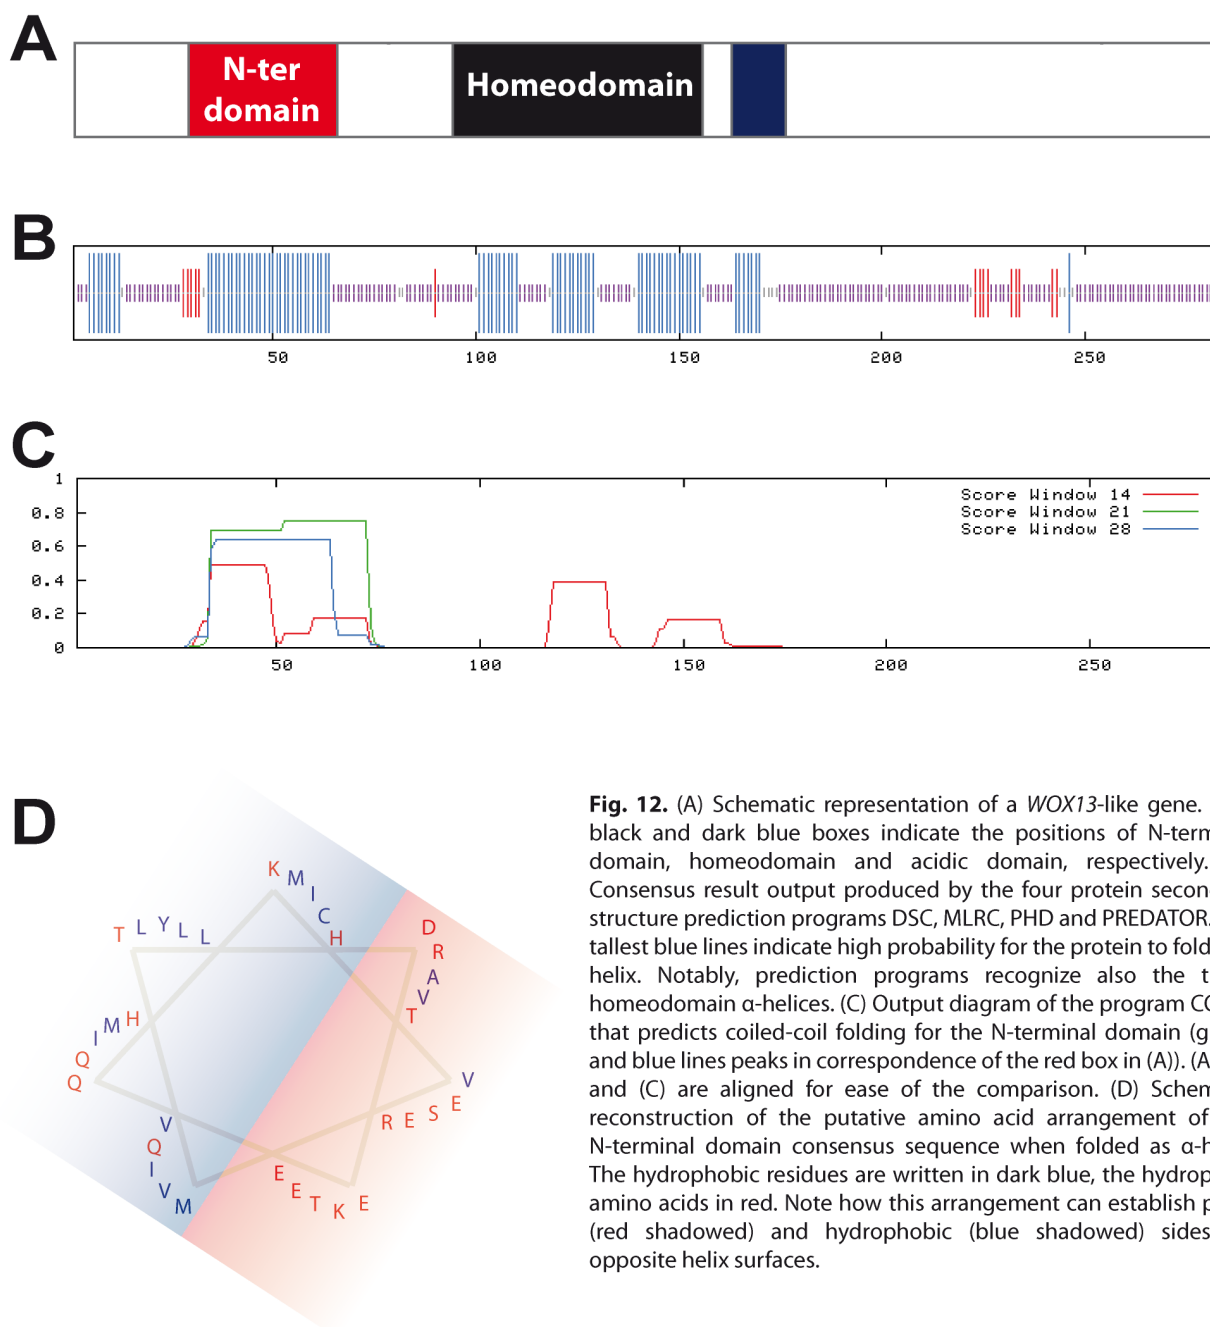 A
N-ter
domain
Homeodomain
B
50 100 150 200 250
C
1
0.8
0.6
0.4
0.2
0
Score Window 14
Score Window 21
Score Window 28
50 100 150 200 250
D
K M I C H
T L Y L L
D R A V T
H M I Q Q
V E S E R
V Q I V M
E E T K E
Fig. 12. (A) Schematic representation of a WOX13-like gene.
black and dark blue boxes indicate the positions of N-term
domain, homeodomain and acidic domain, respectively.
Consensus result output produced by the four protein secon
structure prediction programs DSC, MLRC, PHD and PREDATOR.
tallest blue lines indicate high probability for the protein to fold
helix. Notably, prediction programs recognize also the t
homeodomain α-helices. (C) Output diagram of the program CO
that predicts coiled-coil folding for the N-terminal domain (g
and blue lines peaks in correspondence of the red box in (A)). (A
and (C) are aligned for ease of the comparison. (D) Schem
reconstruction of the putative amino acid arrangement of
N-terminal domain consensus sequence when folded as α-h
The hydrophobic residues are written in dark blue, the hydrop
amino acids in red. Note how this arrangement can establish p
(red shadowed) and hydrophobic (blue shadowed) sides
opposite helix surfaces.